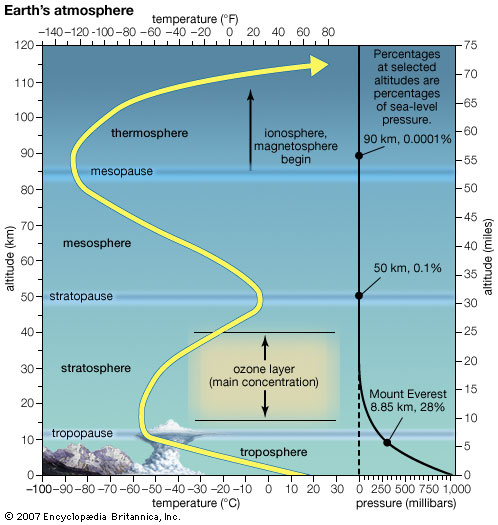 Earth's atmosphere
temperature (°F)
−140 −120 −100 −80 −60 −40 −20 0 20 40 60 80
120
110
100
90
80
70
60
50
40
30
20
10
0
altitude (km)
thermosphere
mesopause
mesosphere
stratopause
stratosphere
tropopause
troposphere
ionosphere,
magnetosphere
begin
ozone layer
(main concentration)
Percentages
at selected
altitudes are
percentages
of sea-level
pressure.
90 km, 0.0001%
50 km, 0.1%
Mount Everest
8.85 km, 28%
75
70
65
60
55
50
45
40
35
30
25
20
15
10
5
0
altitude (miles)
−100 −90 −80 −70 −60 −50 −40 −30 −20 −10 0 10 20 30
temperature (°C)
0 500 1,000
pressure (millibars)
© 2007 Encyclopædia Britannica, Inc.